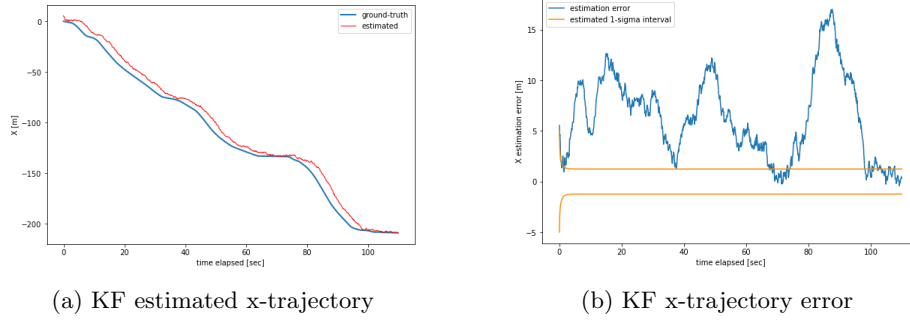 ground-truth
estimated
0
−50
−100
−150
−200
X [m]
0 20 40 60 80 100
time elapsed [sec]
(a) KF estimated x-trajectory
estimation error
estimated 1-sigma interval
15
10
5
0
−5
X estimation error [m]
0 20 40 60 80 100
time elapsed [sec]
(b) KF x-trajectory error